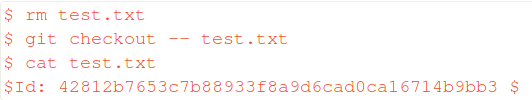 $ rm test.txt
$ git checkout -- test.txt
$ cat test.txt
$Id: 42812b7653c7b88933f8a9d6cad0ca16714b9bb3 $